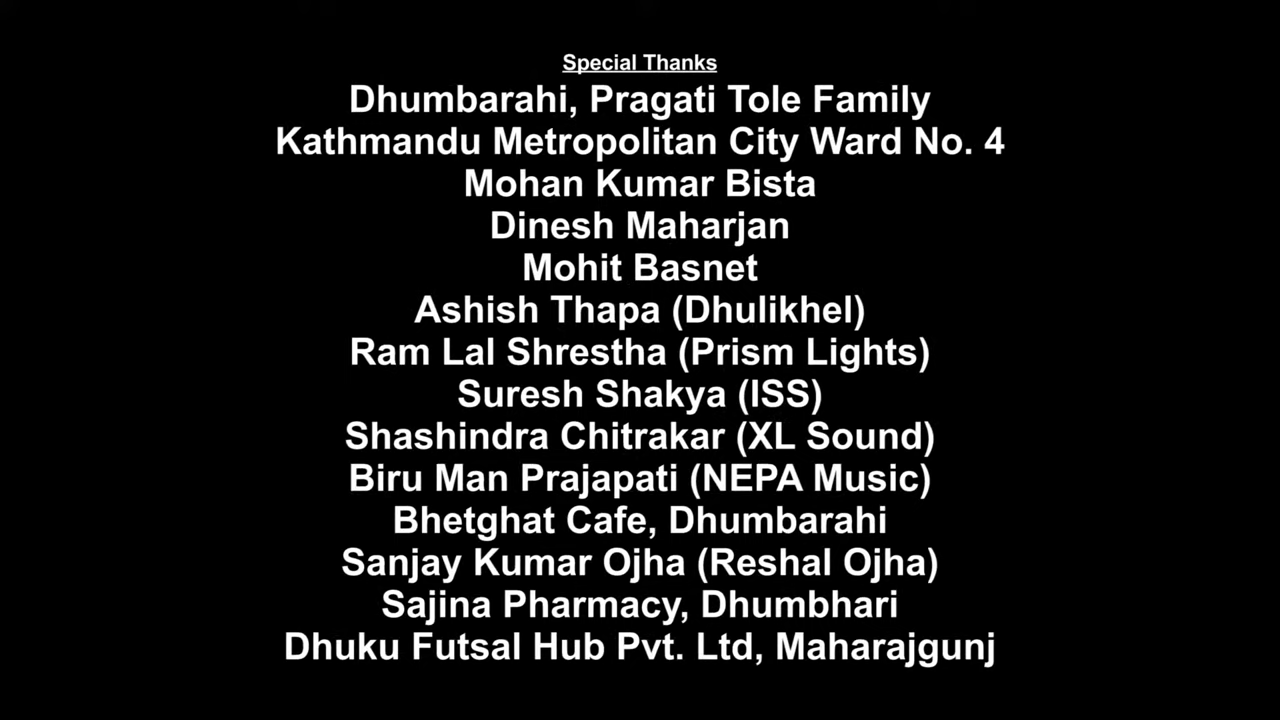 Special Thanks
Dhumbarahi, Pragati Tole Family
Kathmandu Metropolitan City Ward No. 4
Mohan Kumar Bista
Dinesh Maharjan
Mohit Basnet
Ashish Thapa (Dhulikhel)
Ram Lal Shrestha (Prism Lights)
Suresh Shakya (ISS)
Shashindra Chitrakar (XL Sound)
Biru Man Prajapati (NEPA Music)
Bhetghat Cafe, Dhumbarahi
Sanjay Kumar Ojha (Reshal Ojha)
Sajina Pharmacy, Dhumbhari
Dhuku Futsal Hub Pvt. Ltd, Maharajgunj